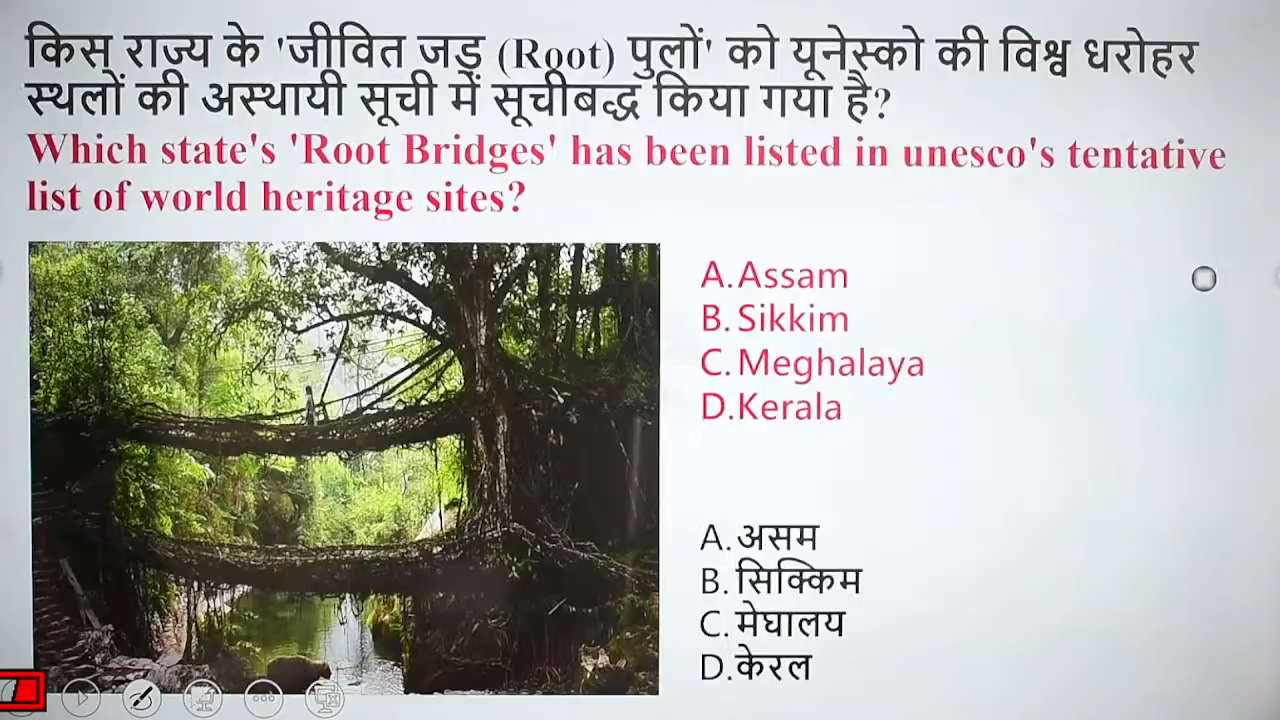 किस राज्य के 'जीवित जड़ (Root) पुलों' को यूनेस्को की विश्व धरोहर
स्थलों की अस्थायी सूची में सूचीबद्ध किया गया है?
Which state's 'Root Bridges' has been listed in unesco's tentative
list of world heritage sites?
A.Assam
B. Sikkim
C. Meghalaya
D.Kerala
A. असम
B. सिक्किम
C. मेघालय
D.केरल